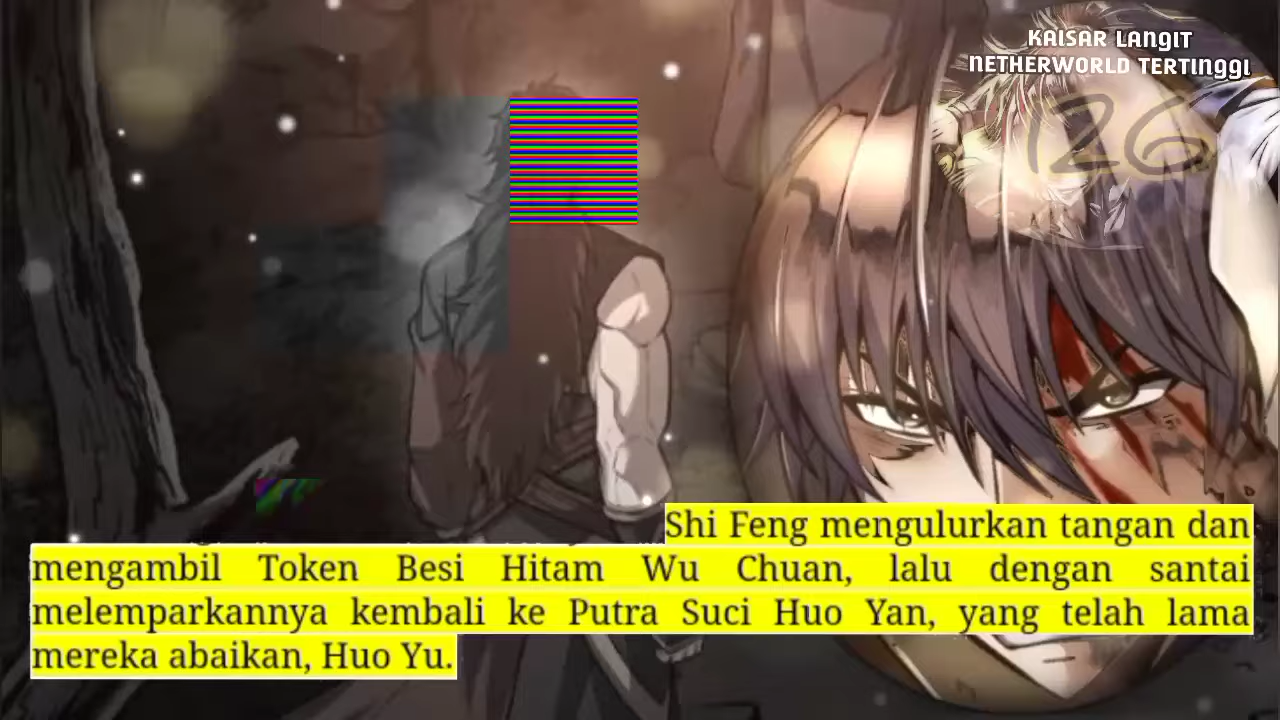 KAISAR LANGIT
NETHERWORLD TERTINGGI
126
Shi Feng mengulurkan tangan dan
mengambil Token Besi Hitam Wu Chuan, lalu dengan santai
melemparkannya kembali ke Putra Suci Huo Yan, yang telah lama
mereka abaikan, Huo Yu.